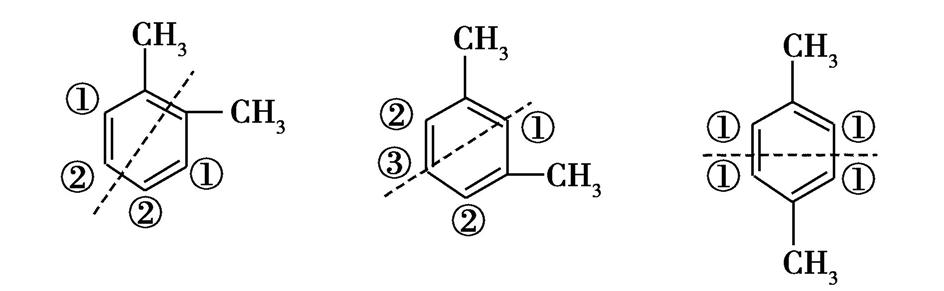 CH₃
① CH₃
② ①
②
CH₃
② ①
③ CH₃
②
CH₃
① ①
① ①
CH₃